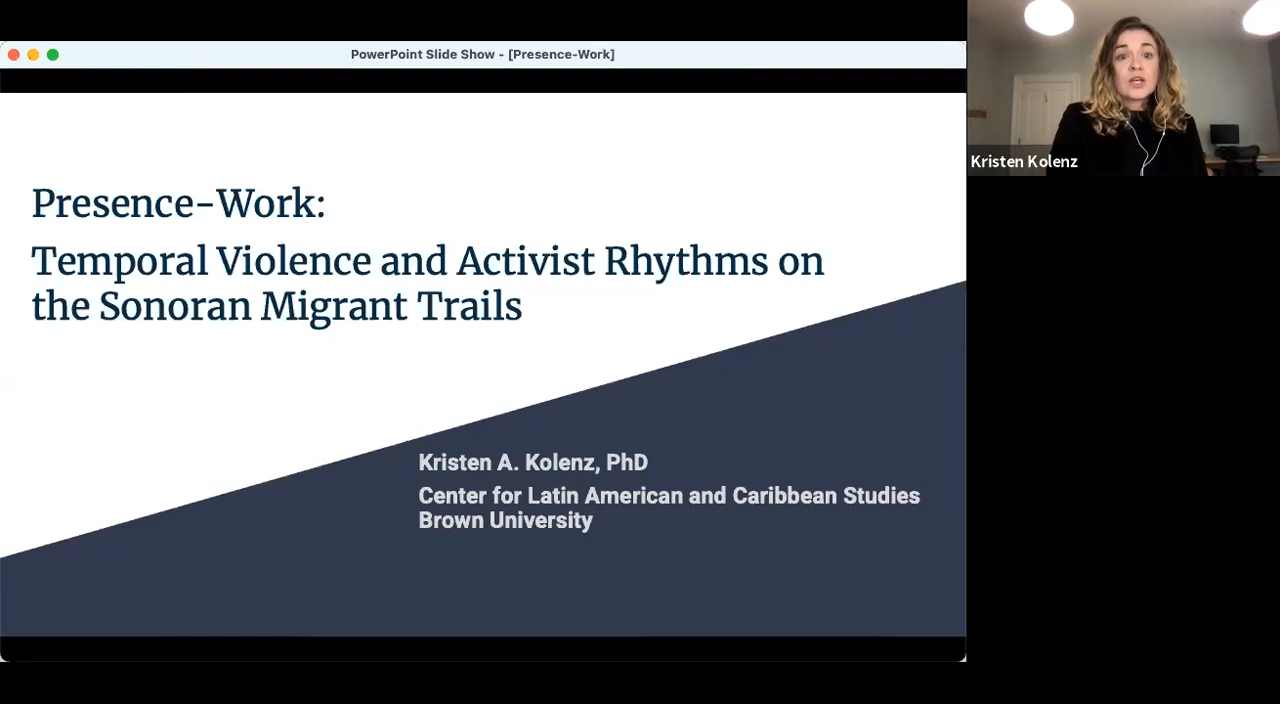 PowerPoint Slide Show - [Presence-Work]
Presence-Work:
Temporal Violence and Activist Rhythms on
the Sonoran Migrant Trails
Kristen A. Kolenz, PhD
Center for Latin American and Caribbean Studies
Brown University
Kristen Kolenz